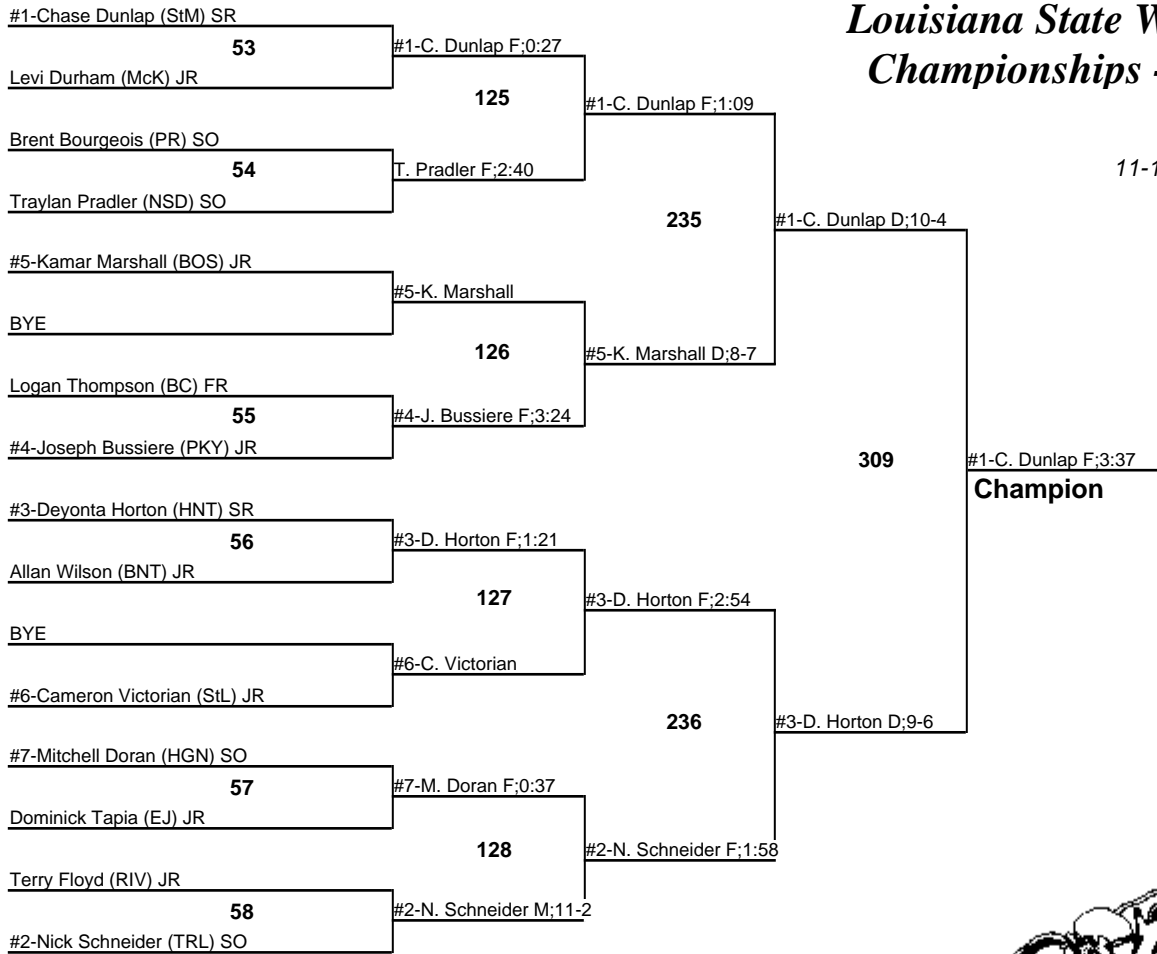 Louisiana State W
Championships -
11-1
#1-Chase Dunlap (StM) SR
53
Levi Durham (McK) JR
#1-C. Dunlap F;0:27
125
Brent Bourgeois (PR) SO
54
Traylan Pradler (NSD) SO
T. Pradler F;2:40
#1-C. Dunlap F;1:09
235
#5-Kamar Marshall (BOS) JR
BYE
#5-K. Marshall
126
Logan Thompson (BC) FR
55
#4-Joseph Bussiere (PKY) JR
#4-J. Bussiere F;3:24
#5-K. Marshall D;8-7
#1-C. Dunlap D;10-4
309
#3-Deyonta Horton (HNT) SR
56
Allan Wilson (BNT) JR
#3-D. Horton F;1:21
127
BYE
#6-Cameron Victorian (StL) JR
#6-C. Victorian
#3-D. Horton F;2:54
236
#7-Mitchell Doran (HGN) SO
57
Dominick Tapia (EJ) JR
#7-M. Doran F;0:37
128
Terry Floyd (RIV) JR
58
#2-Nick Schneider (TRL) SO
#2-N. Schneider M;11-2
#2-N. Schneider F;1:58
#3-D. Horton D;9-6
#1-C. Dunlap F;3:37
Champion